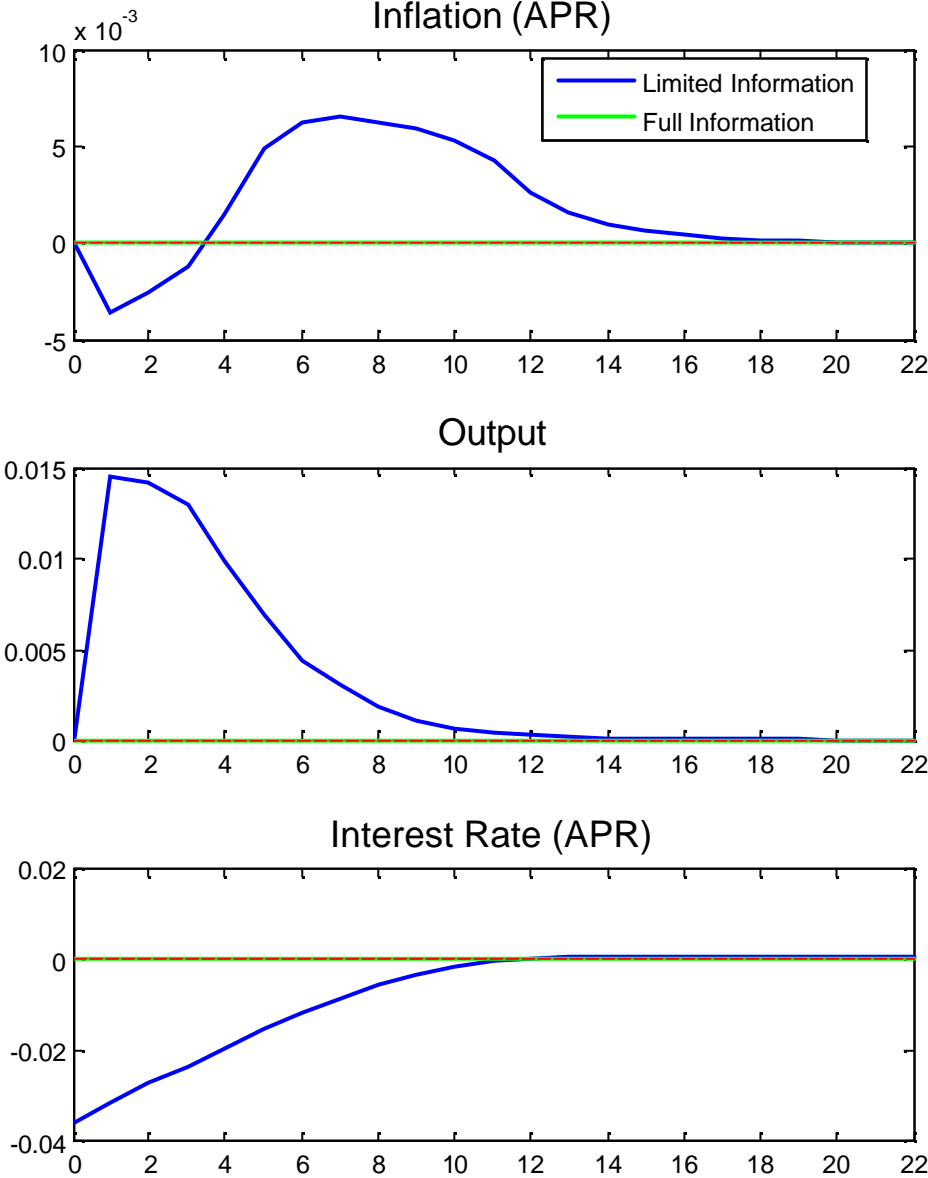 Inflation (APR)
x 10-3
10
5
0
-5
Limited Information
Full Information
0 2 4 6 8 10 12 14 16 18 20 22
Output
0.015
0.01
0.005
0
0 2 4 6 8 10 12 14 16 18 20 22
Interest Rate (APR)
0.02
0
-0.02
-0.04
0 2 4 6 8 10 12 14 16 18 20 22